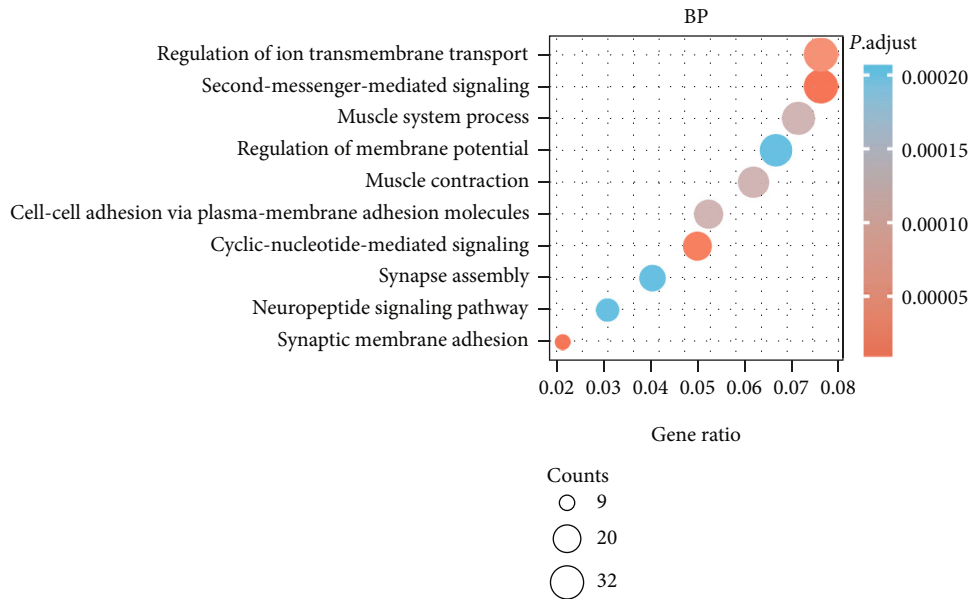 BP
Regulation of ion transmembrane transport
Second-messenger-mediated signaling
Muscle system process
Regulation of membrane potential
Muscle contraction
Cell-cell adhesion via plasma-membrane adhesion molecules
Cyclic-nucleotide-mediated signaling
Synapse assembly
Neuropeptide signaling pathway
Synaptic membrane adhesion
0.02 0.03 0.04 0.05 0.06 0.07 0.08
Gene ratio
P.adjust
0.00020
0.00015
0.00010
0.00005
Counts
9
20
32